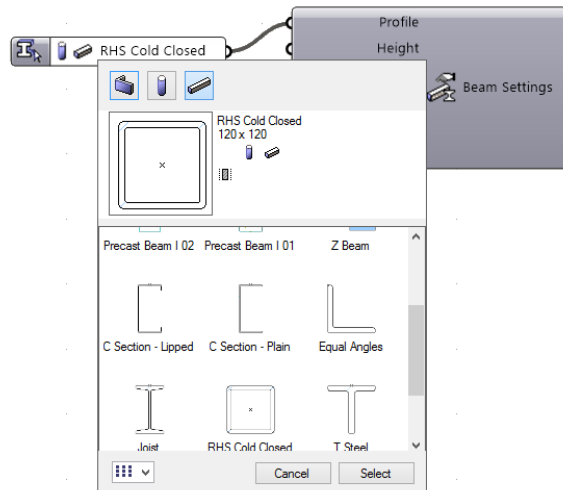 Profile
RHS Cold Closed
Height
Beam Settings
RHS Cold Closed
120 x 120
Precast Beam I 02 Precast Beam I 01 Z Beam
C Section - Lipped C Section - Plain Equal Angles
Joist RHS Cold Closed T Steel
Cancel Select